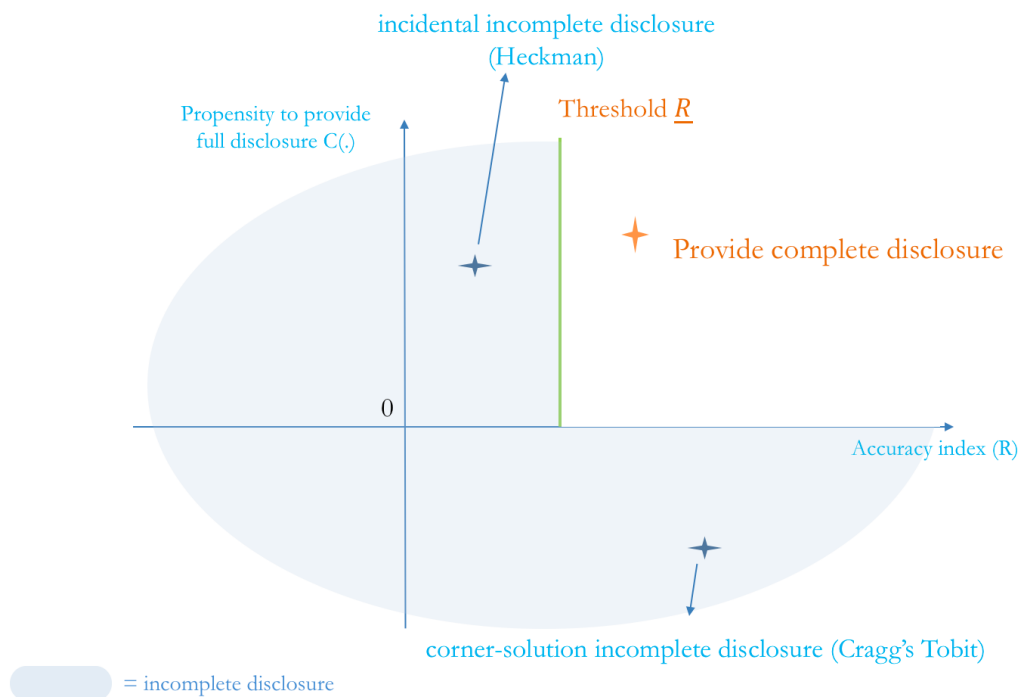 incidental incomplete disclosure
(Heckman)
Threshold R
Propensity to provide
full disclosure C(.)
Provide complete disclosure
0
Accuracy index (R)
corner-solution incomplete disclosure (Cragg’s Tobit)
= incomplete disclosure